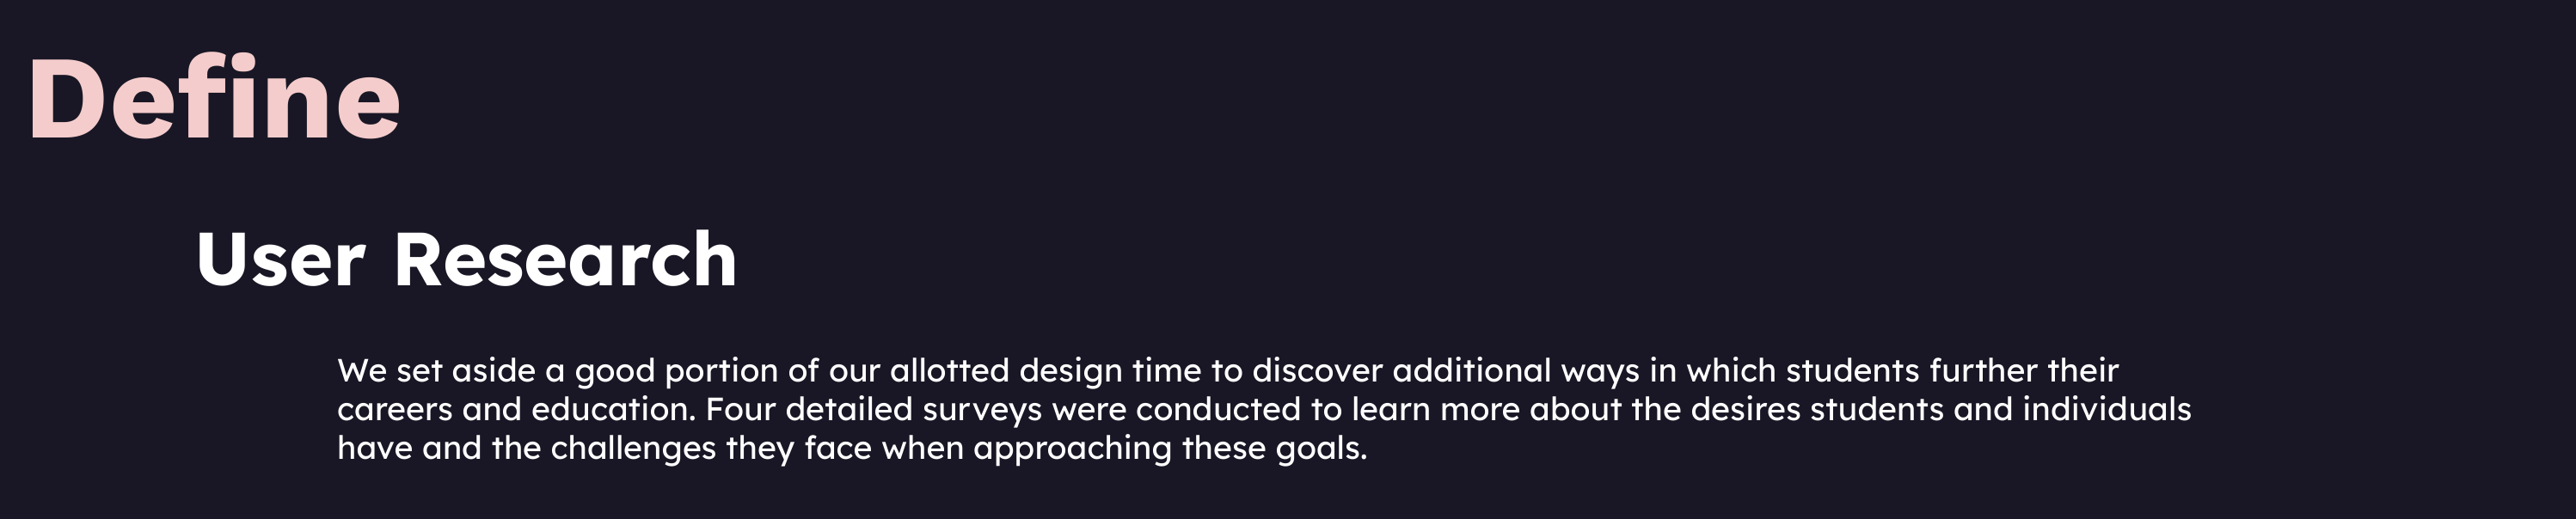 Define
User Research
We set aside a good portion of our allotted design time to discover additional ways in which students further their
careers and education. Four detailed surveys were conducted to learn more about the desires students and individuals
have and the challenges they face when approaching these goals.